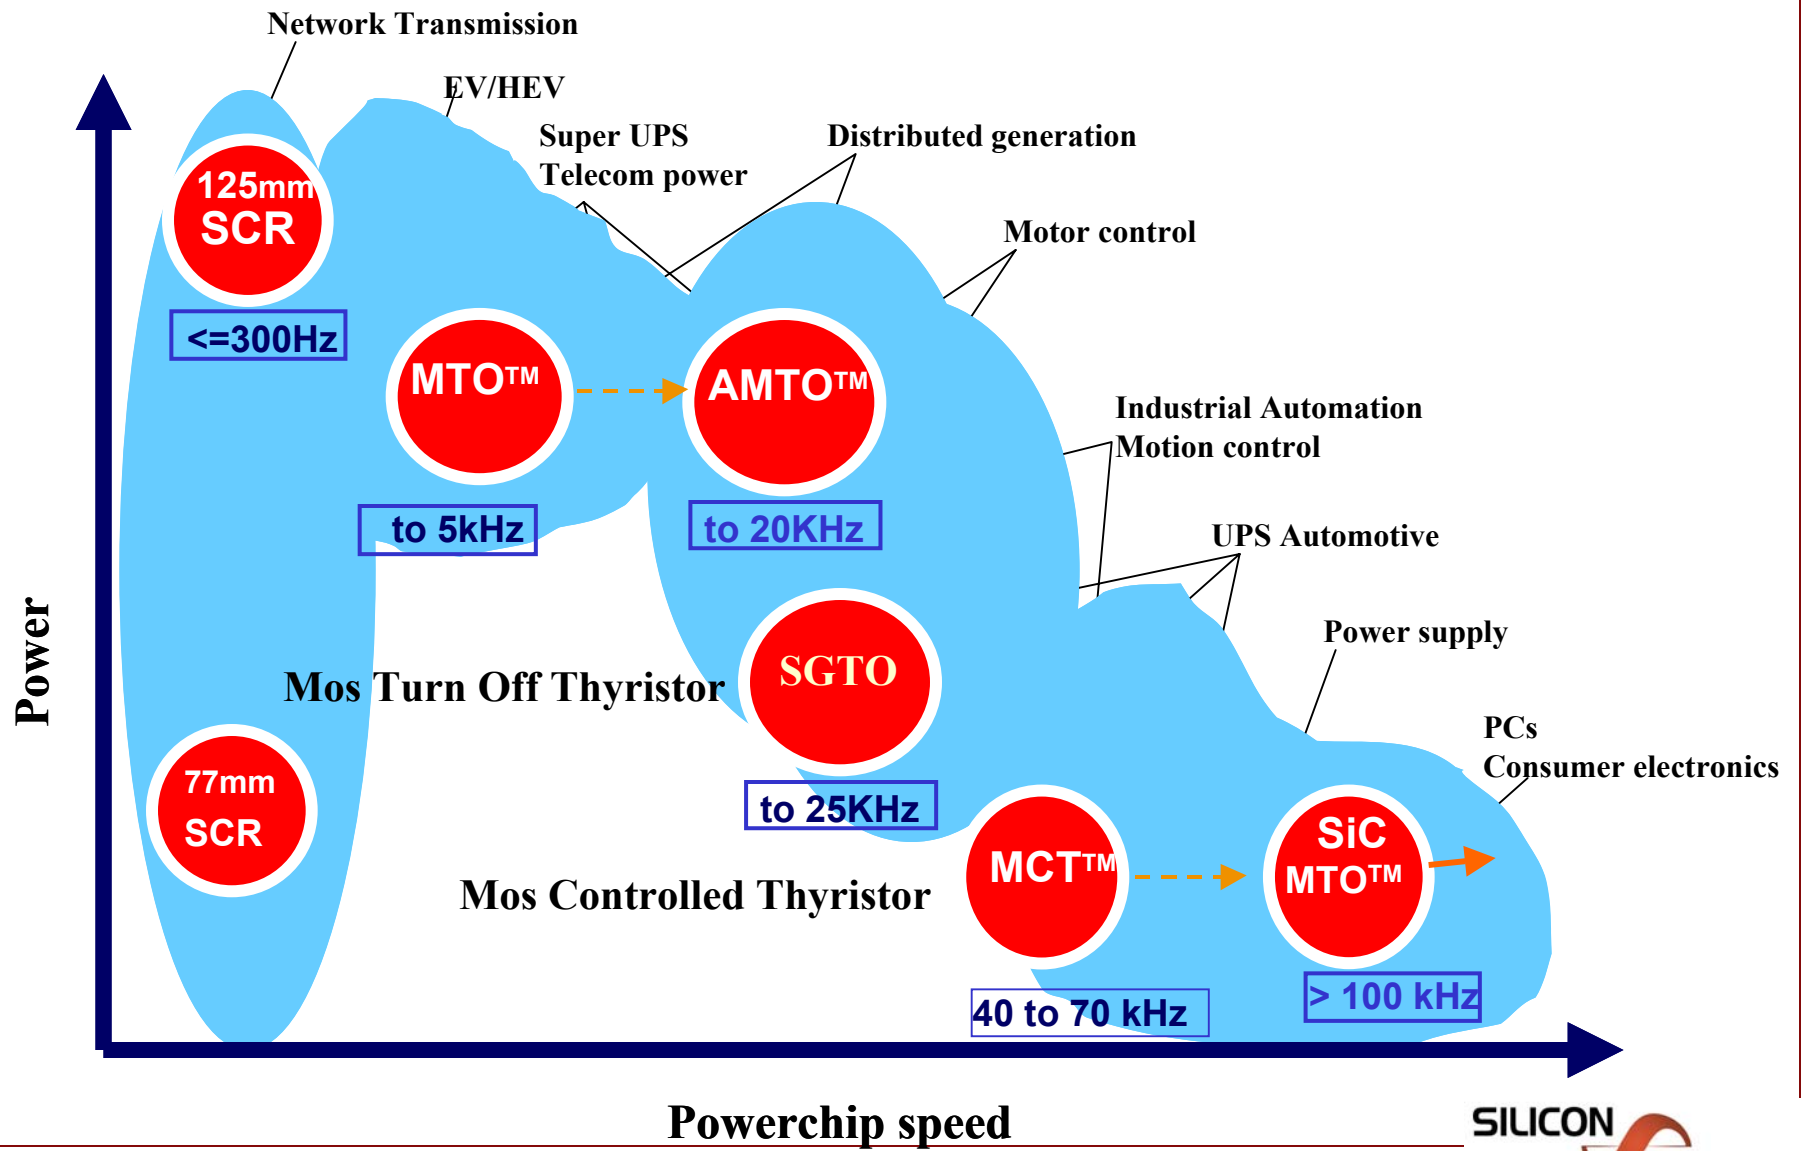 Network Transmission
EV/HEV
Super UPS
Telecom power
Distributed generation
Motor control
125mm
SCR
<=300Hz
MTO™
AMTO™
Industrial Automation
Motion control
to 5kHz
to 20KHz
UPS Automotive
Power
Power supply
Mos Turn Off Thyristor
SGTO
PCs
Consumer electronics
77mm
SCR
to 25KHz
SiC
MTO™
MCT™
Mos Controlled Thyristor
> 100 kHz
40 to 70 kHz
Powerchip speed
SILICON